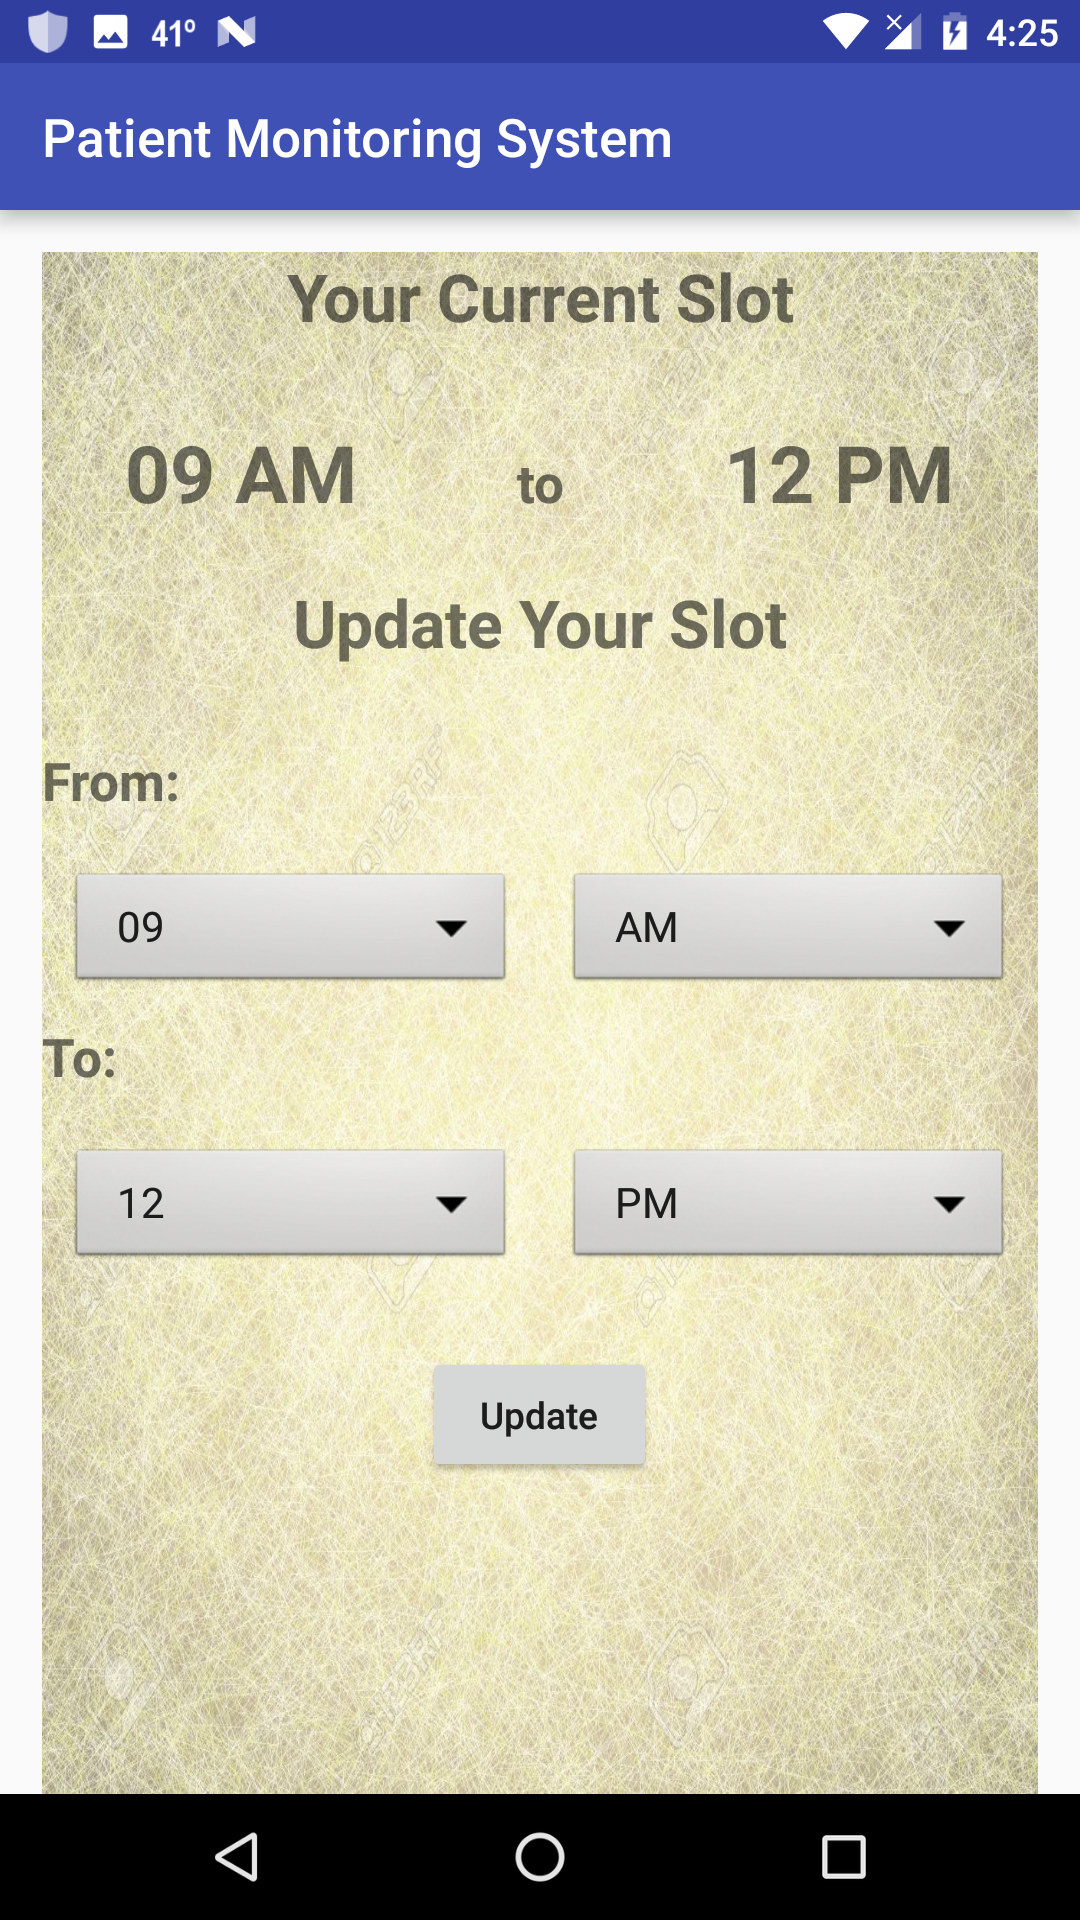 41° 4:25
Patient Monitoring System
Your Current Slot
09 AM to 12 PM
Update Your Slot
From:
09 AM
To:
12 PM
Update